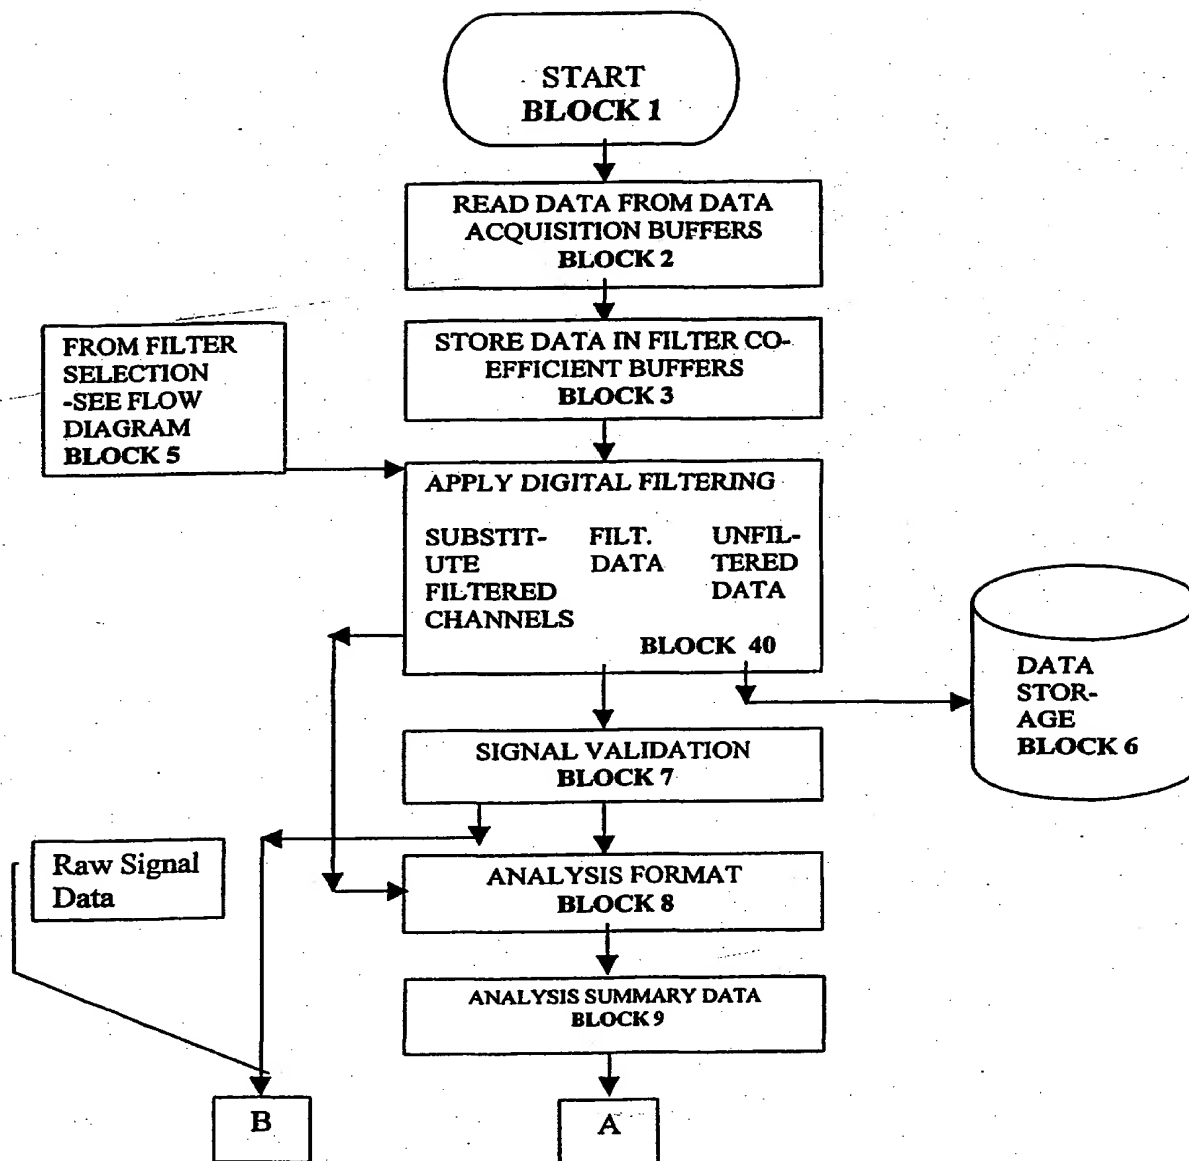 START
BLOCK 1
READ DATA FROM DATA
ACQUISITION BUFFERS
BLOCK 2
STORE DATA IN FILTER CO-
EFFICIENT BUFFERS
BLOCK 3
FROM FILTER
SELECTION
-SEE FLOW
DIAGRAM
BLOCK 5
APPLY DIGITAL FILTERING
SUBSTIT-
UTE
FILTERED
CHANNELS
FILT.
DATA
UNFIL-
TERED
DATA
BLOCK 40
DATA
STOR-
AGE
BLOCK 6
SIGNAL VALIDATION
BLOCK 7
Raw Signal
Data
ANALYSIS FORMAT
BLOCK 8
ANALYSIS SUMMARY DATA
BLOCK 9
B
A